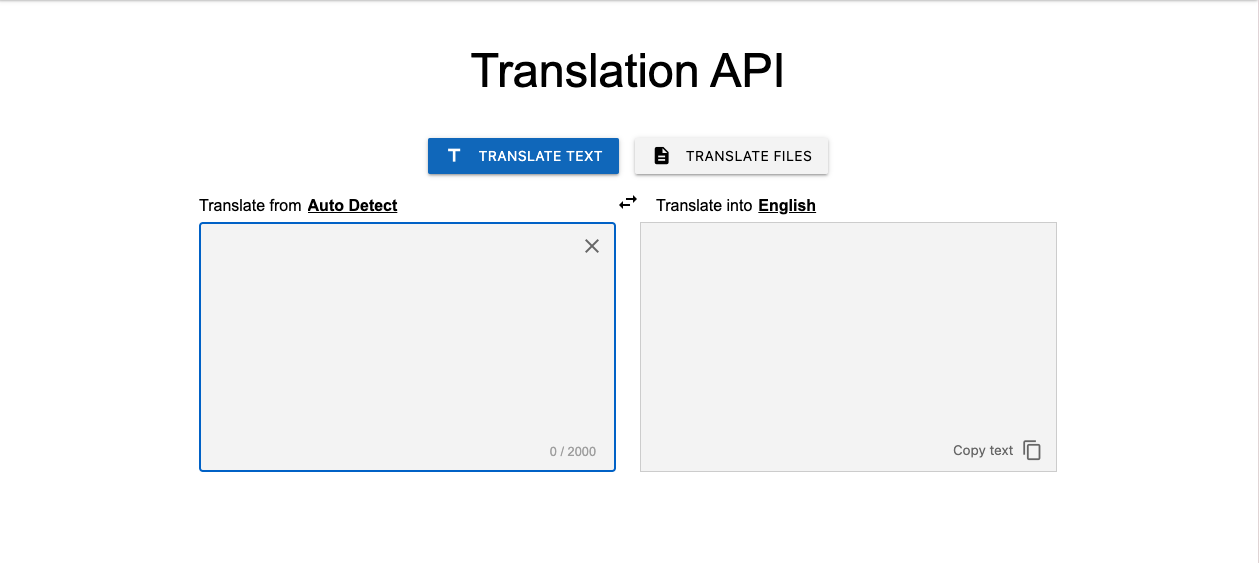 Translation API
TRANSLATE TEXT
TRANSLATE FILES
Translate from Auto Detect
Translate into English
0 / 2000
Copy text